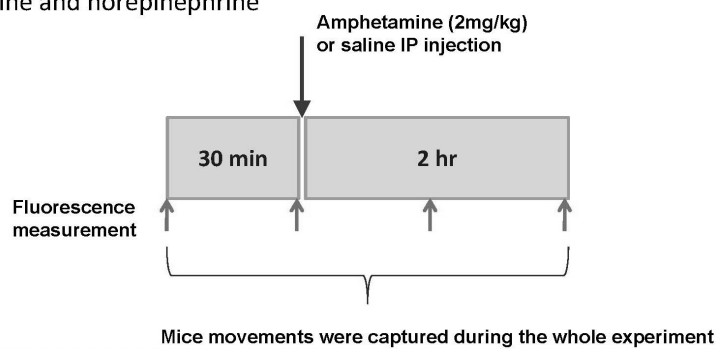 and norepinephrine
Amphetamine (2mg/kg)
or saline IP injection
30 min
2 hr
Fluorescence
measurement
Mice movements were captured during the whole experiment